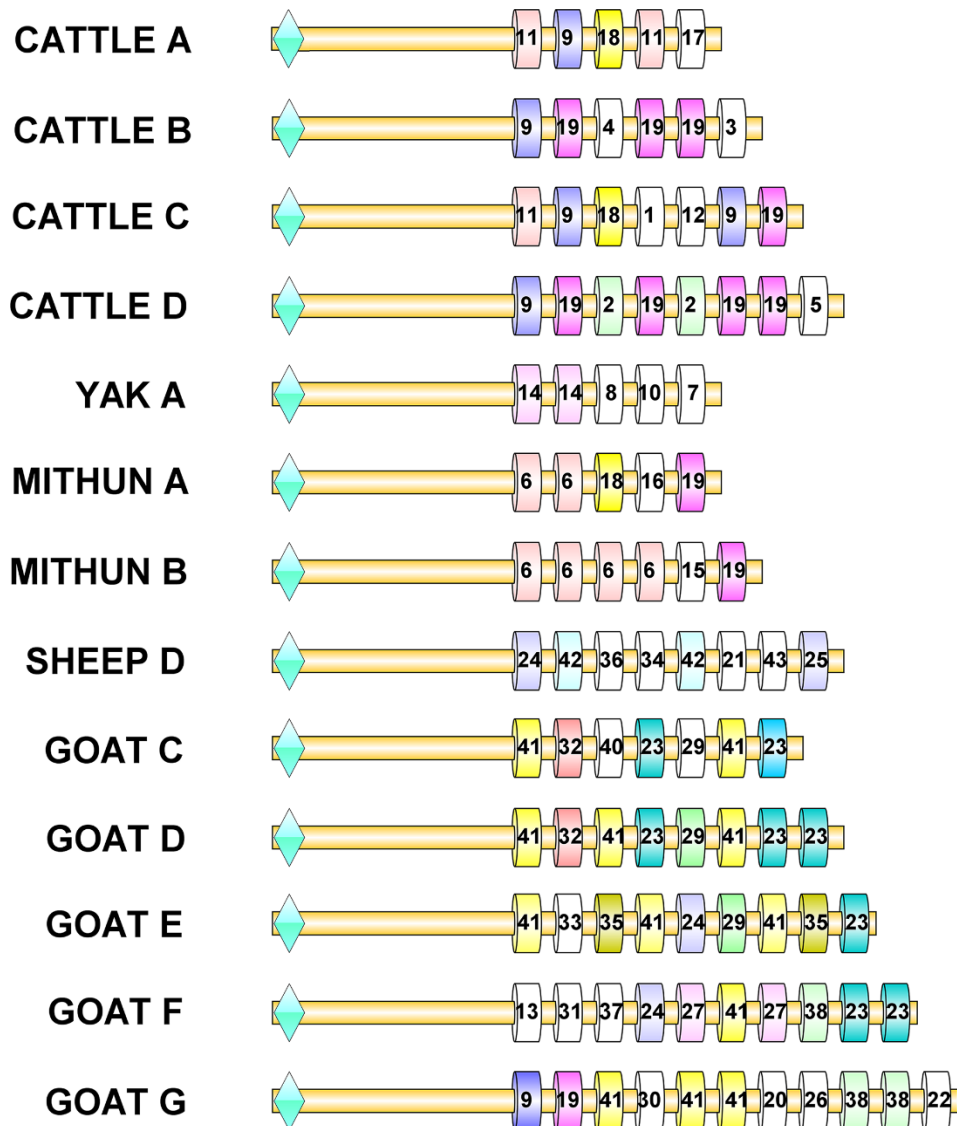 CATTLE A 11 9 18 11 17
CATTLE B 9 19 4 19 19 3
CATTLE C 11 9 18 1 12 9 19
CATTLE D 9 19 2 19 2 19 19 5
YAK A 14 14 8 10 7
MITHUN A 6 6 18 16 19
MITHUN B 6 6 6 6 15 19
SHEEP D 24 42 36 34 42 21 43 25
GOAT C 41 32 40 23 29 41 23
GOAT D 41 32 41 23 29 41 23 23
GOAT E 41 33 35 41 24 29 41 35 23
GOAT F 13 31 37 24 27 41 27 38 23 23
GOAT G 9 19 41 30 41 41 20 26 38 38 22